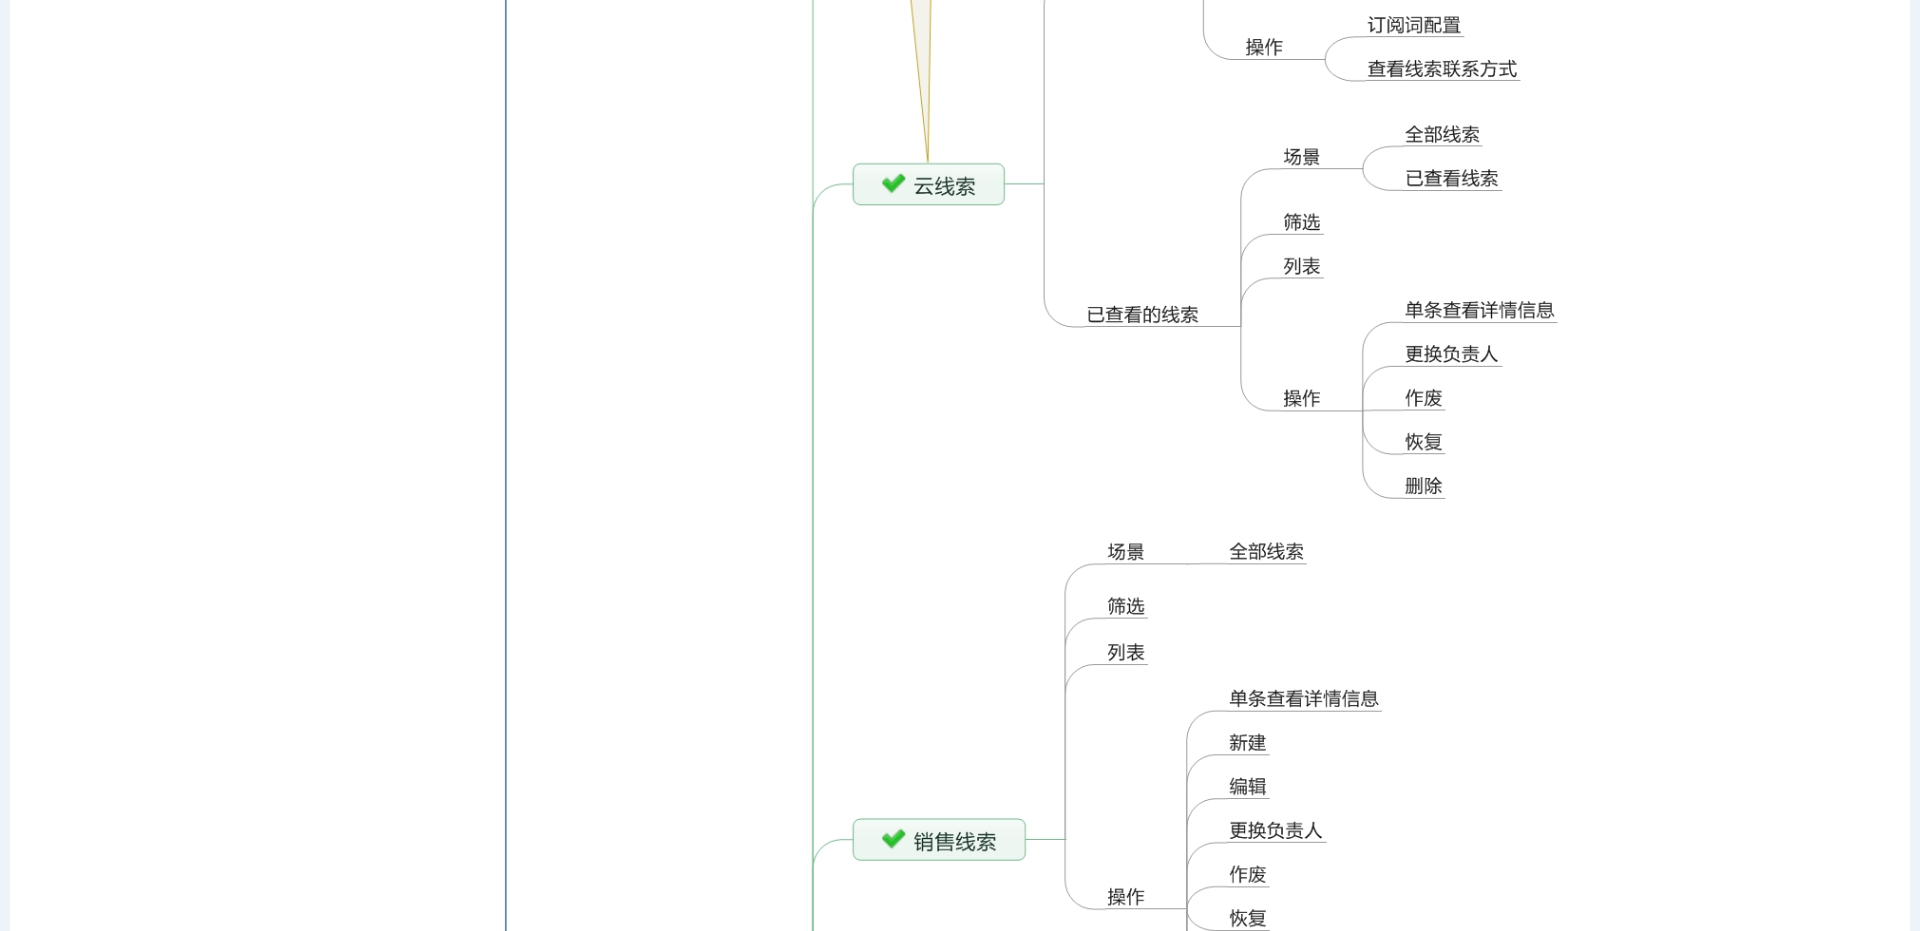 订阅词配置
操作
查看线索联系方式
全部线索
场景
已查看线索
云线索
筛选
列表
单条查看详情信息
已查看的线索
更换负责人
操作
作废
恢复
删除
场景
全部线索
筛选
列表
单条查看详情信息
新建
编辑
更换负责人
销售线索
作废
操作
恢复